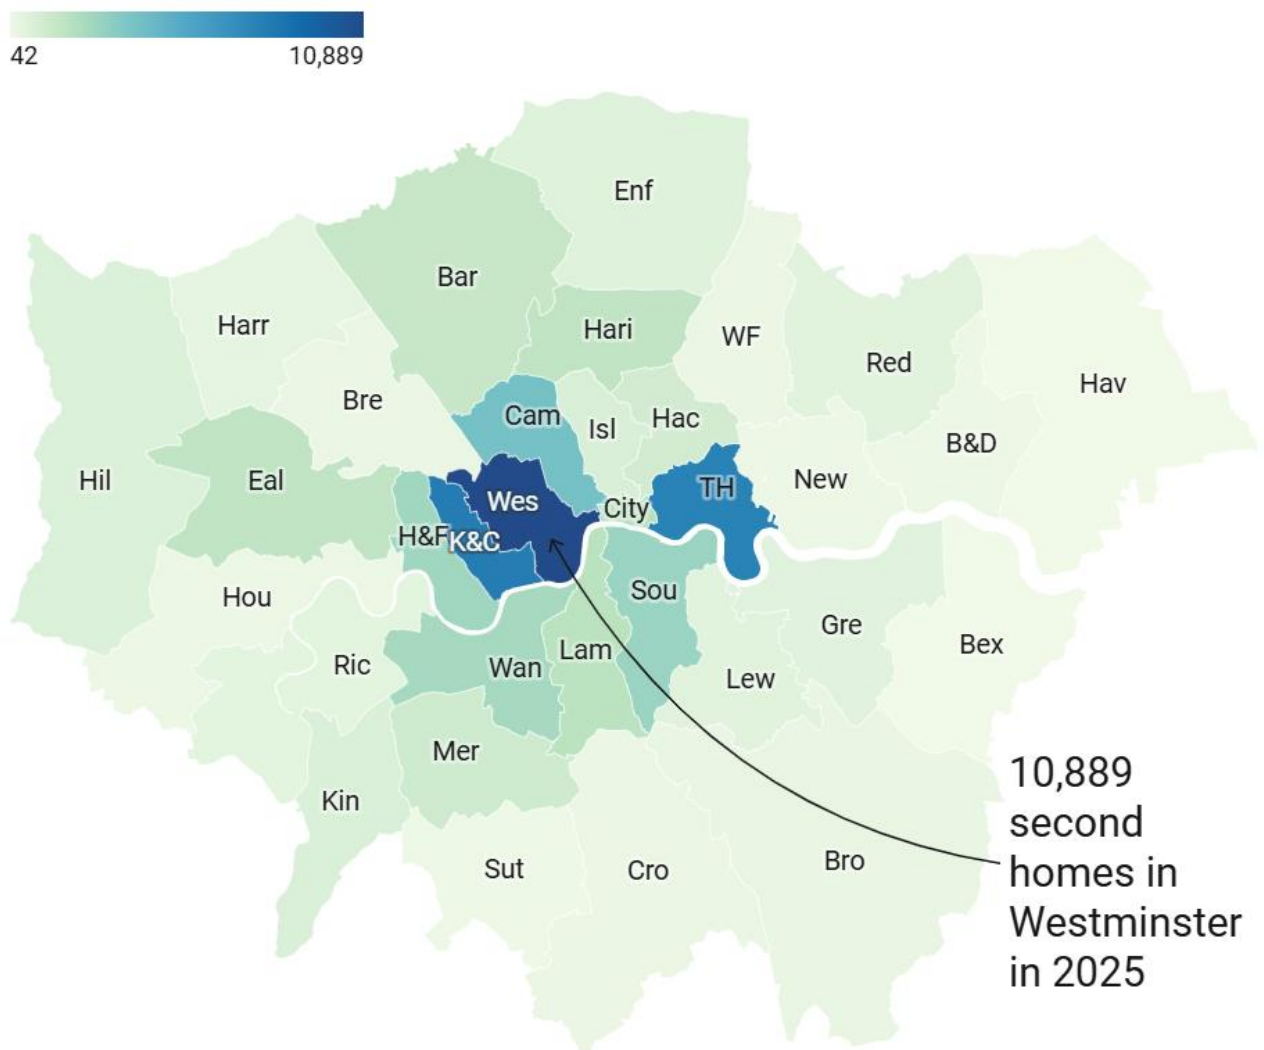 42
10,889
Enf
Bar
Harr
Hari
WF
Red
Hav
Bre
Cam
Isl
Hac
B&D
Hil
Eal
Wes
TH
New
City
H&F
K&C
Hou
Sou
Gre
Ric
Wan
Lam
Lew
Bex
Mer
Kin
Sut
Cro
Bro
10,889
second
homes in
Westminster
in 2025